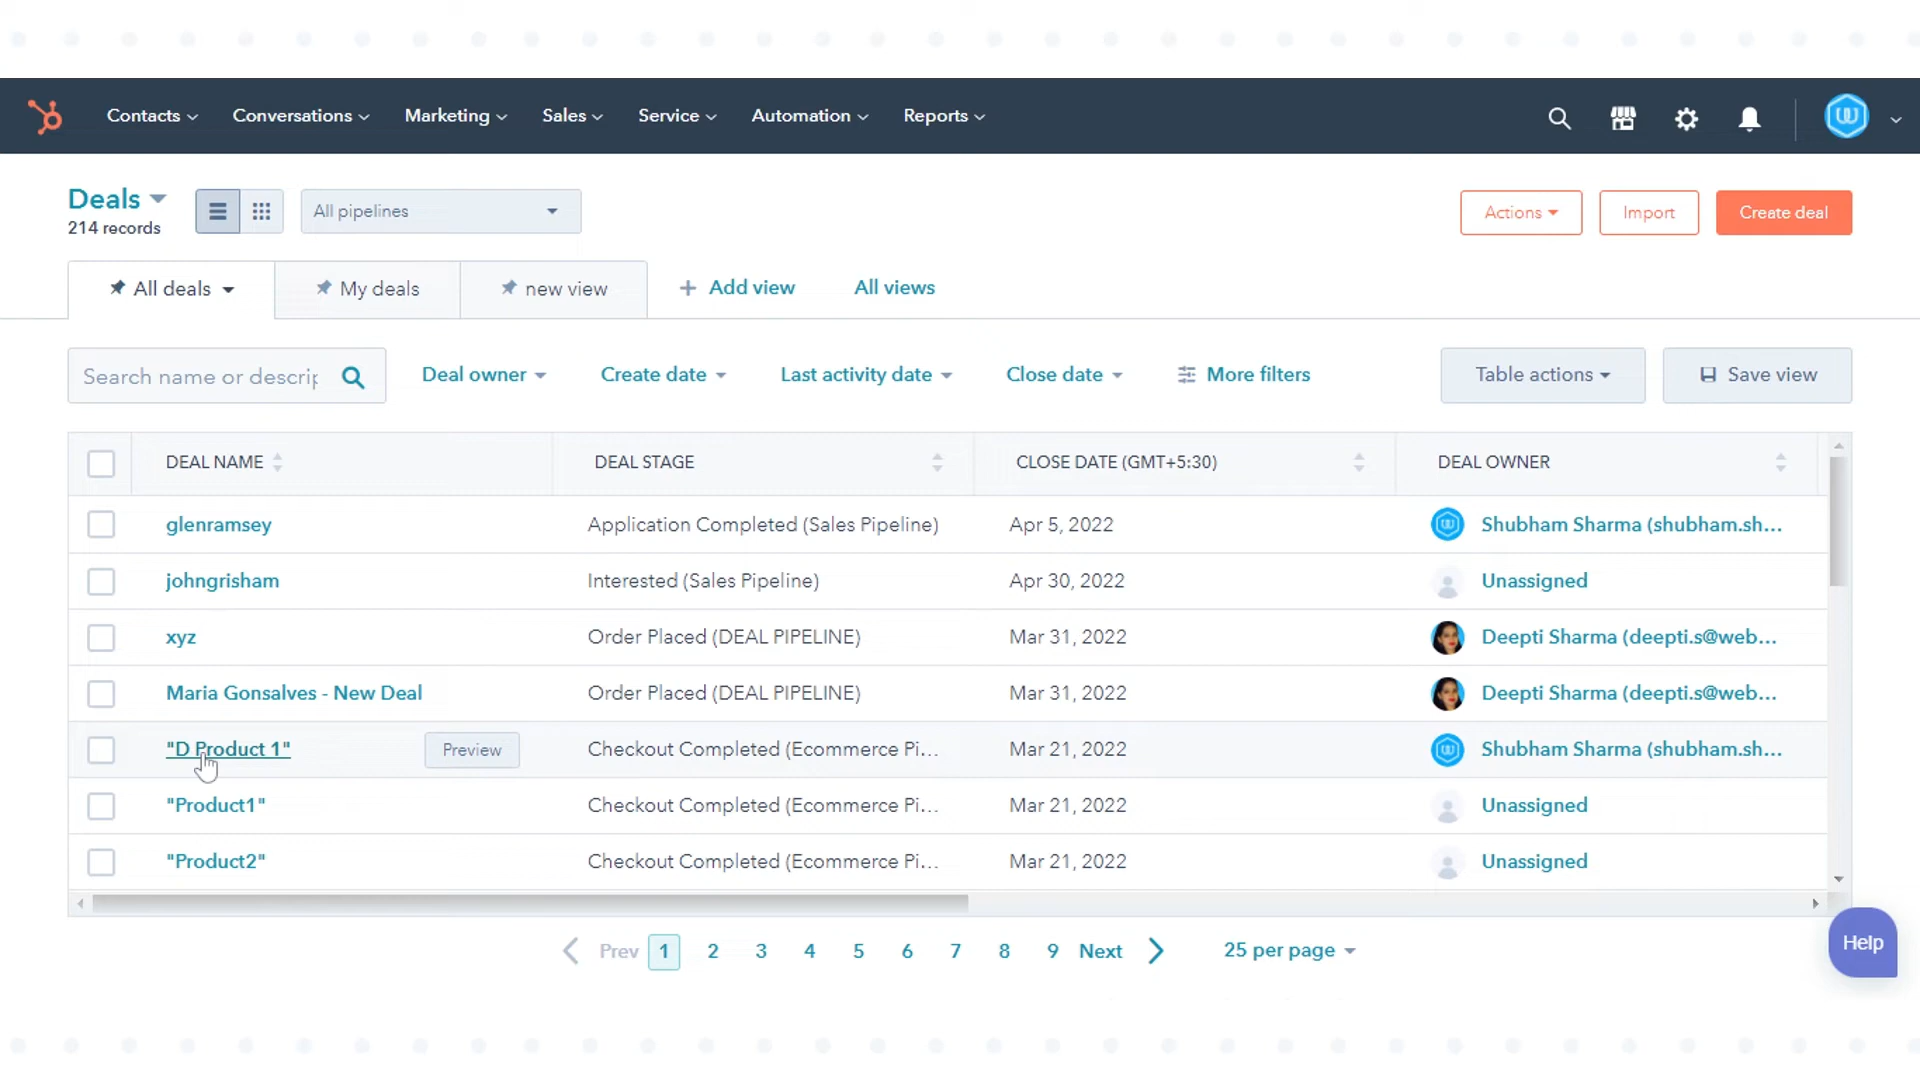 Contacts Conversations Marketing Sales Service Automation Reports
Deals
214 records
All pipelines
Actions Import Create deal
All deals My deals new view + Add view All views
Search name or descrip Deal owner Create date Last activity date Close date More filters Table actions Save view
DEAL NAME DEAL STAGE CLOSE DATE (GMT+5:30) DEAL OWNER
glenramsey Application Completed (Sales Pipeline) Apr 5, 2022 Shubham Sharma (shubham.sh...
johngrisham Interested (Sales Pipeline) Apr 30, 2022 Unassigned
xyz Order Placed (DEAL PIPELINE) Mar 31, 2022 Deepti Sharma (deepti.s@web...
Maria Gonsalves - New Deal Order Placed (DEAL PIPELINE) Mar 31, 2022 Deepti Sharma (deepti.s@web...
"D Product 1" Preview Checkout Completed (Ecommerce Pi... Mar 21, 2022 Shubham Sharma (shubham.sh...
"Product1" Checkout Completed (Ecommerce Pi... Mar 21, 2022 Unassigned
"Product2" Checkout Completed (Ecommerce Pi... Mar 21, 2022 Unassigned
Prev 1 2 3 4 5 6 7 8 9 Next 25 per page
Help